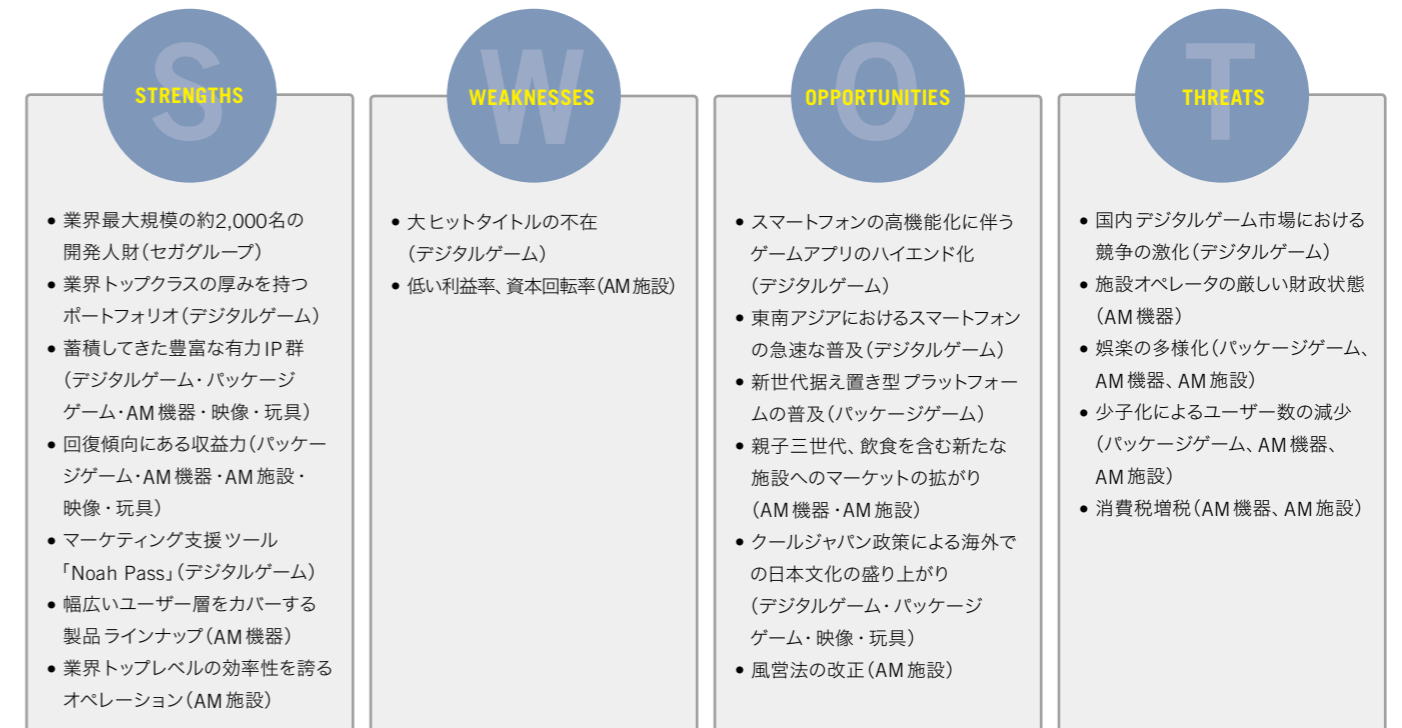 S
STRENGTHS
• 業界最大規模の約2,000名の
開発人財(セガグループ)
• 業界トップクラスの厚みを持つ
ポートフォリオ(デジタルゲーム)
• 蓄積してきた豊富な有力IP群
(デジタルゲーム・パッケージ
ゲーム・AM機器・映像・玩具)
• 回復傾向にある収益力(パッケー
ジゲーム・AM機器・AM施設・
映像・玩具)
• マーケティング支援ツール
「Noah Pass」(デジタルゲーム)
• 幅広いユーザー層をカバーする
製品ラインナップ(AM機器)
• 業界トップレベルの効率性を誇る
オペレーション(AM施設)
W
WEAKNESSES
• 大ヒットタイトルの不在
(デジタルゲーム)
• 低い利益率、資本回転率(AM施設)
O
OPPORTUNITIES
• スマートフォンの高機能化に伴う
ゲームアプリのハイエンド化
(デジタルゲーム)
• 東南アジアにおけるスマートフォン
の急速な普及(デジタルゲーム)
• 新世代据え置き型プラットフォー
ムの普及(パッケージゲーム)
• 親子三世代、飲食を含む新たな
施設へのマーケットの拡がり
(AM機器・AM施設)
• クールジャパン政策による海外で
の日本文化の盛り上がり
(デジタルゲーム・パッケージ
ゲーム・映像・玩具)
• 風営法の改正(AM施設)
T
THREATS
• 国内デジタルゲーム市場における
競争の激化(デジタルゲーム)
• 施設オペレータの厳しい財政状態
(AM機器)
• 娯楽の多様化(パッケージゲーム、
AM機器、AM施設)
• 少子化によるユーザー数の減少
(パッケージゲーム、AM機器、
AM施設)
• 消費税増税(AM機器、AM施設)